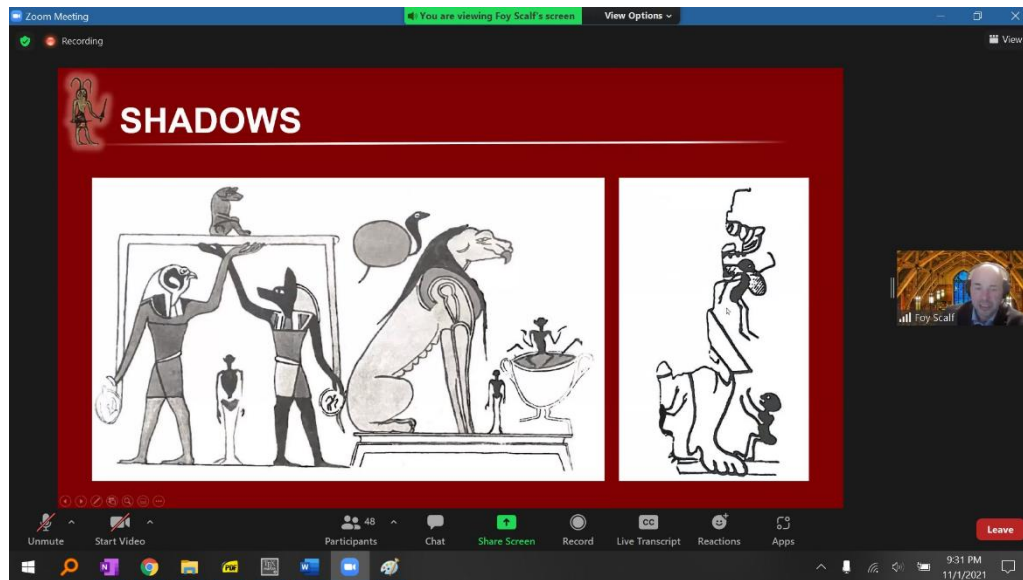 Zoom Meeting
You are viewing Foy Scalf's screen
View Options
Recording
View
SHADOWS
Foy Scalf
Unmute
Start Video
48
Participants
Chat
Share Screen
Record
CC
Live Transcript
Reactions
Apps
Leave
PDF
9:31 PM
11/1/2021